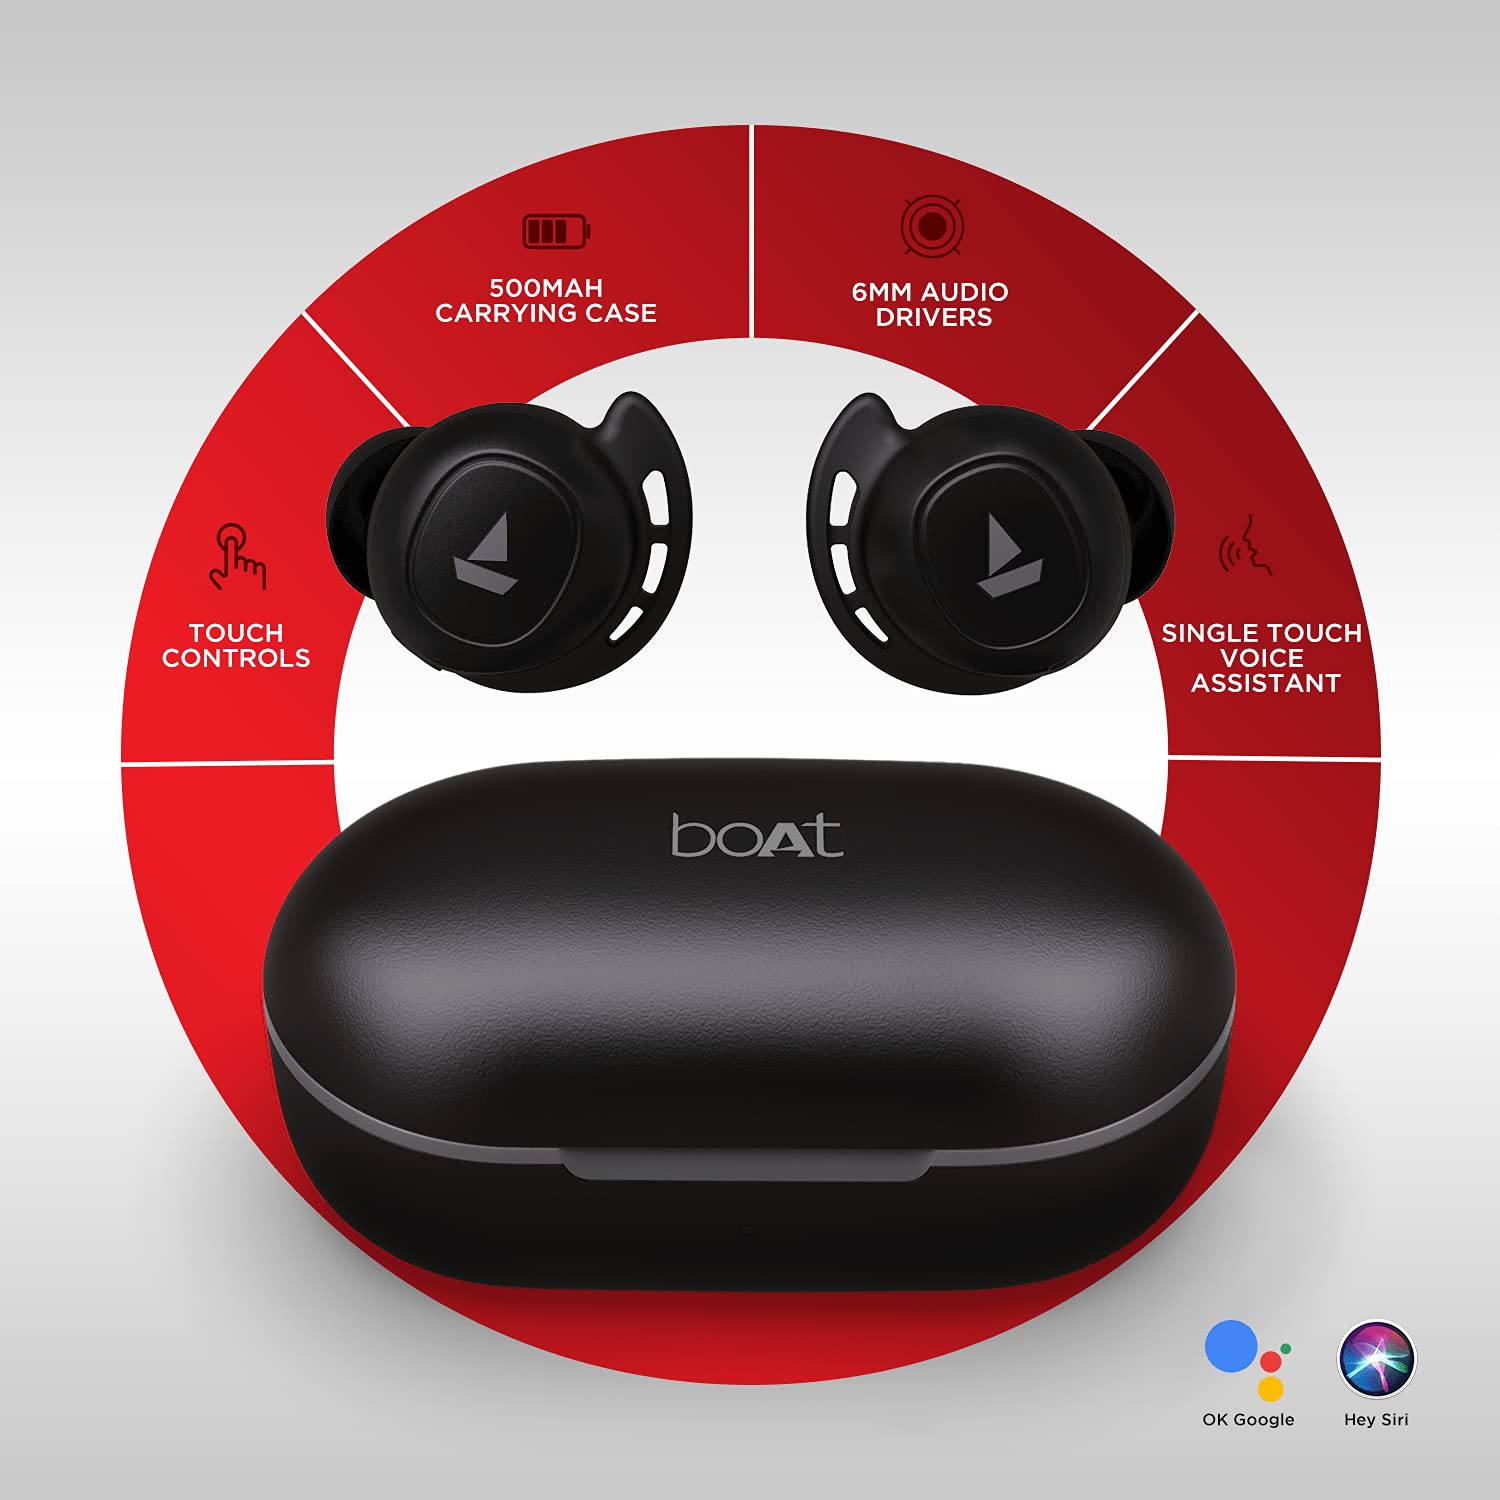 500MAH
CARRYING CASE
6MM AUDIO
DRIVERS
TOUCH
CONTROLS
SINGLE TOUCH
VOICE
ASSISTANT
boAt
OK Google
Hey Siri